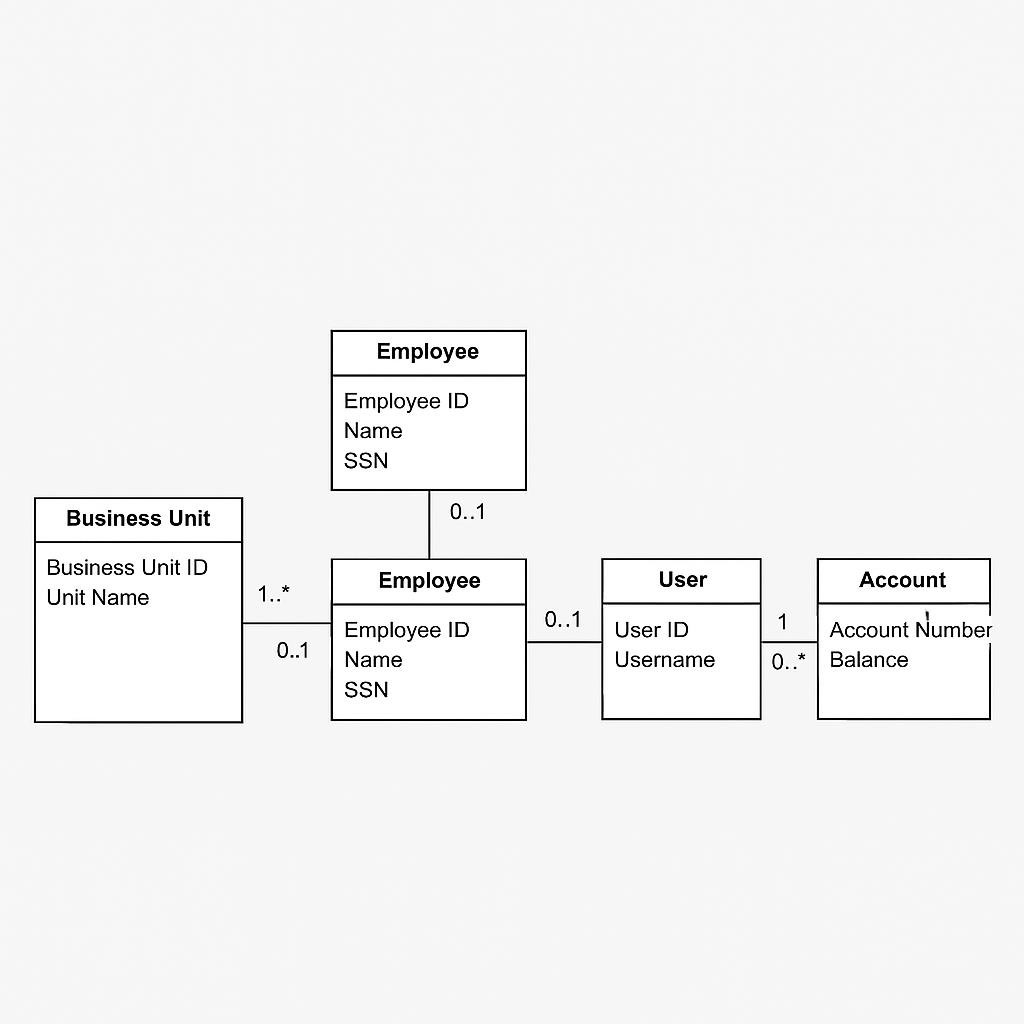 Employee
Employee ID
Name
SSN
0..1
Business Unit
Business Unit ID
Unit Name
1..*
0..1
Employee
Employee ID
Name
SSN
0..1
User
User ID
Username
1
0..*
Account
Account Number
Balance